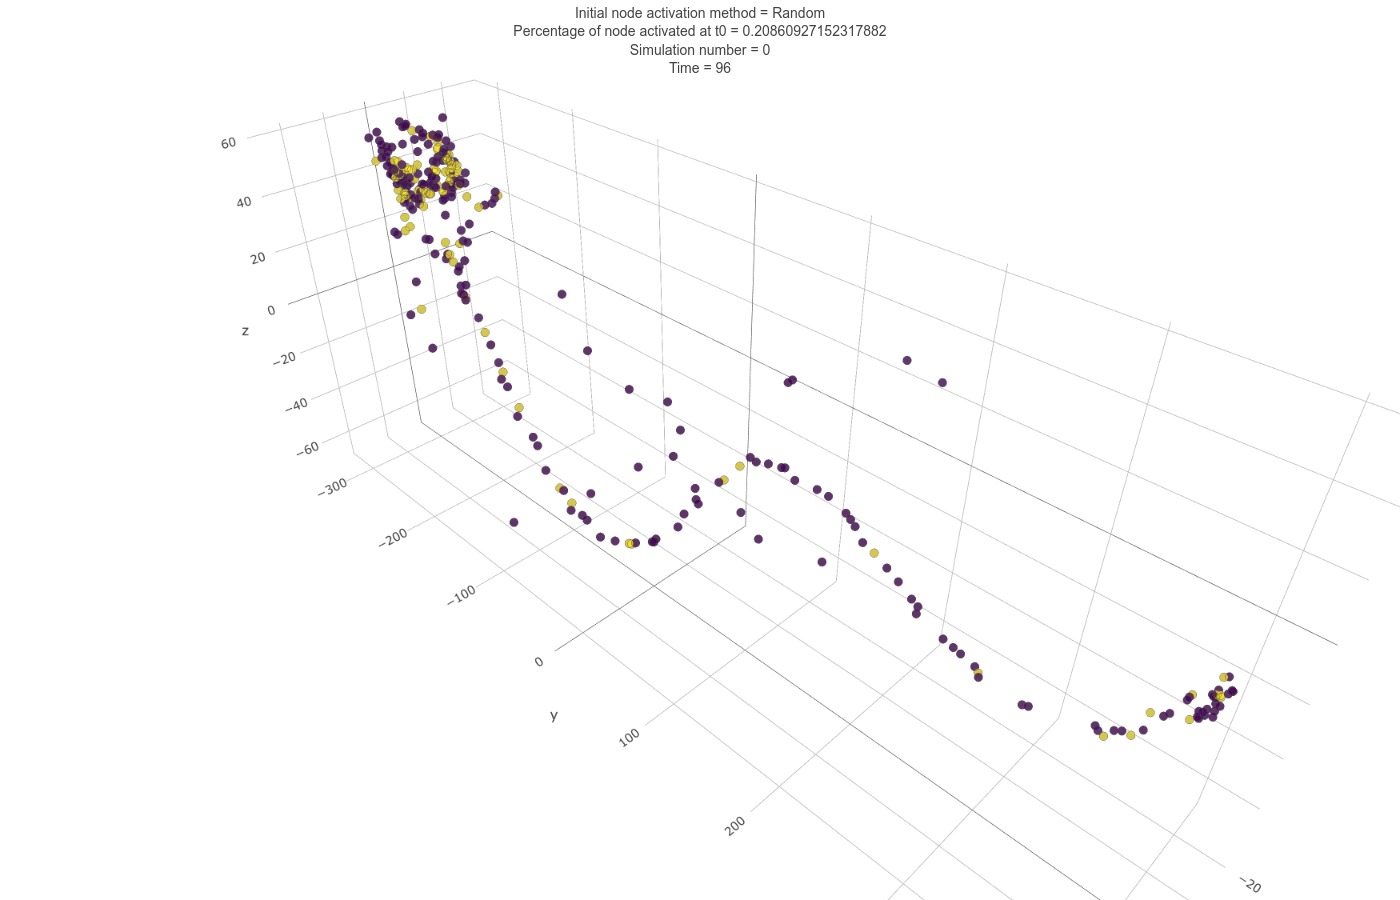 Initial node activation method = Random
Percentage of node activated at t0 = 0.20860927152317882
Simulation number = 0
Time = 96
60
40
20
0
z
−20
−40
−60
−300
−200
−100
0
y
100
200
−20